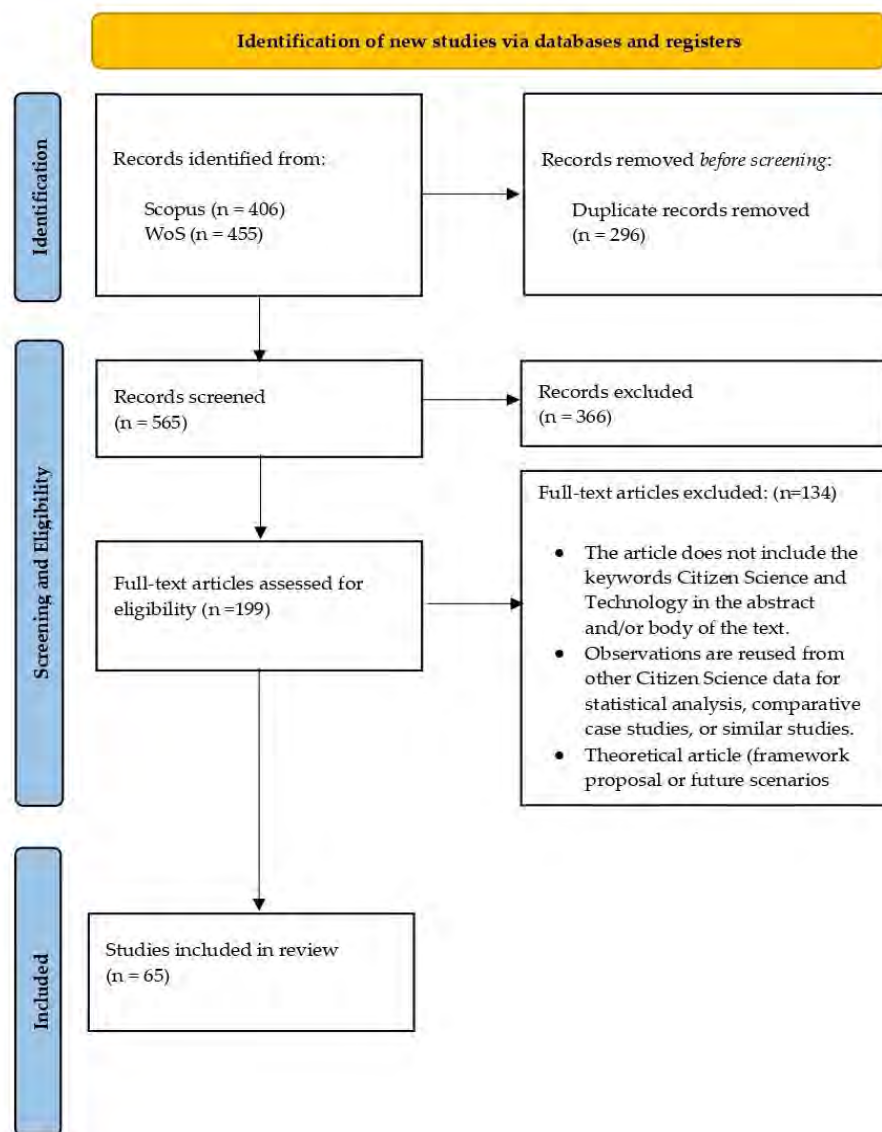 Identification of new studies via databases and registers
Identification
Records identified from:
Scopus (n = 406)
WoS (n = 455)
Records removed before screening:
Duplicate records removed
(n = 296)
Screening and Eligibility
Records screened
(n = 565)
Records excluded
(n = 366)
Full-text articles assessed for
eligibility (n =199)
Full-text articles excluded: (n=134)
● The article does not include the
keywords Citizen Science and
Technology in the abstract
and/or body of the text.
● Observations are reused from
other Citizen Science data for
statistical analysis, comparative
case studies, or similar studies.
● Theoretical article (framework
proposal or future scenarios
Included
Studies included in review
(n = 65)